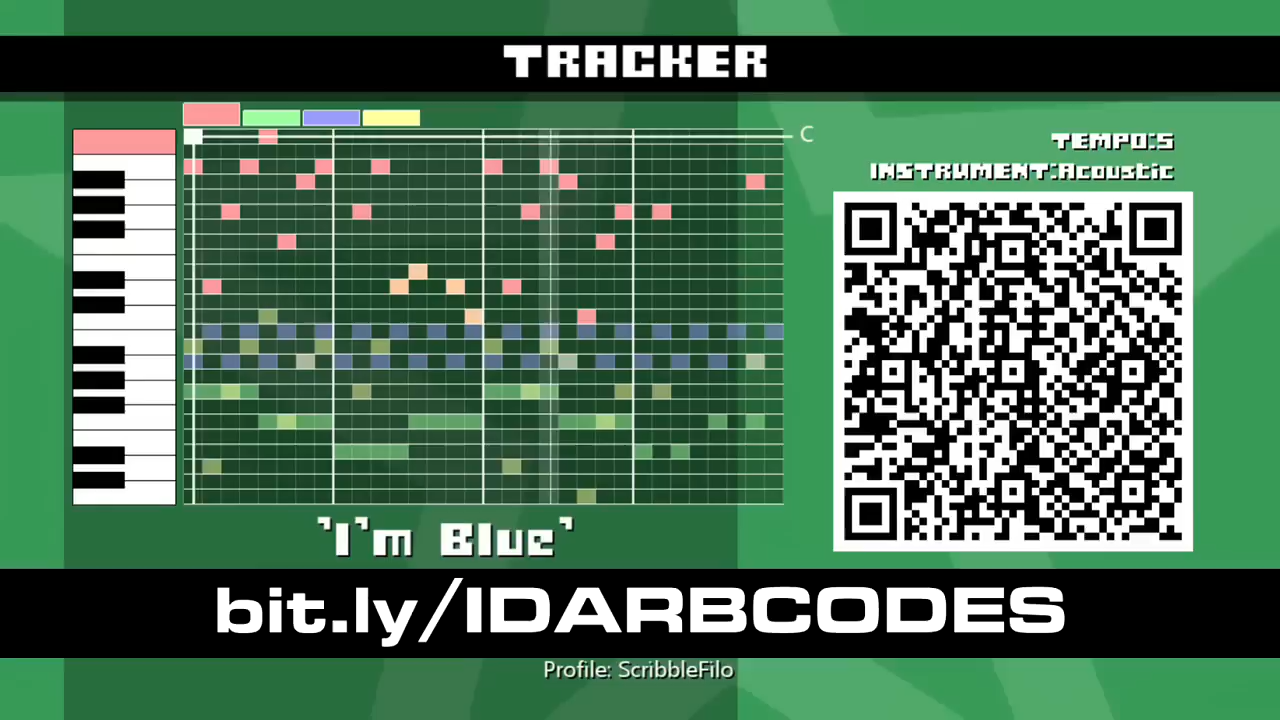 TRACKER
C
TEMPO:5
INSTRUMENT:Acoustic
'I'm Blue'
bit.ly/IDARBCODES
Profile: ScribbleFilo